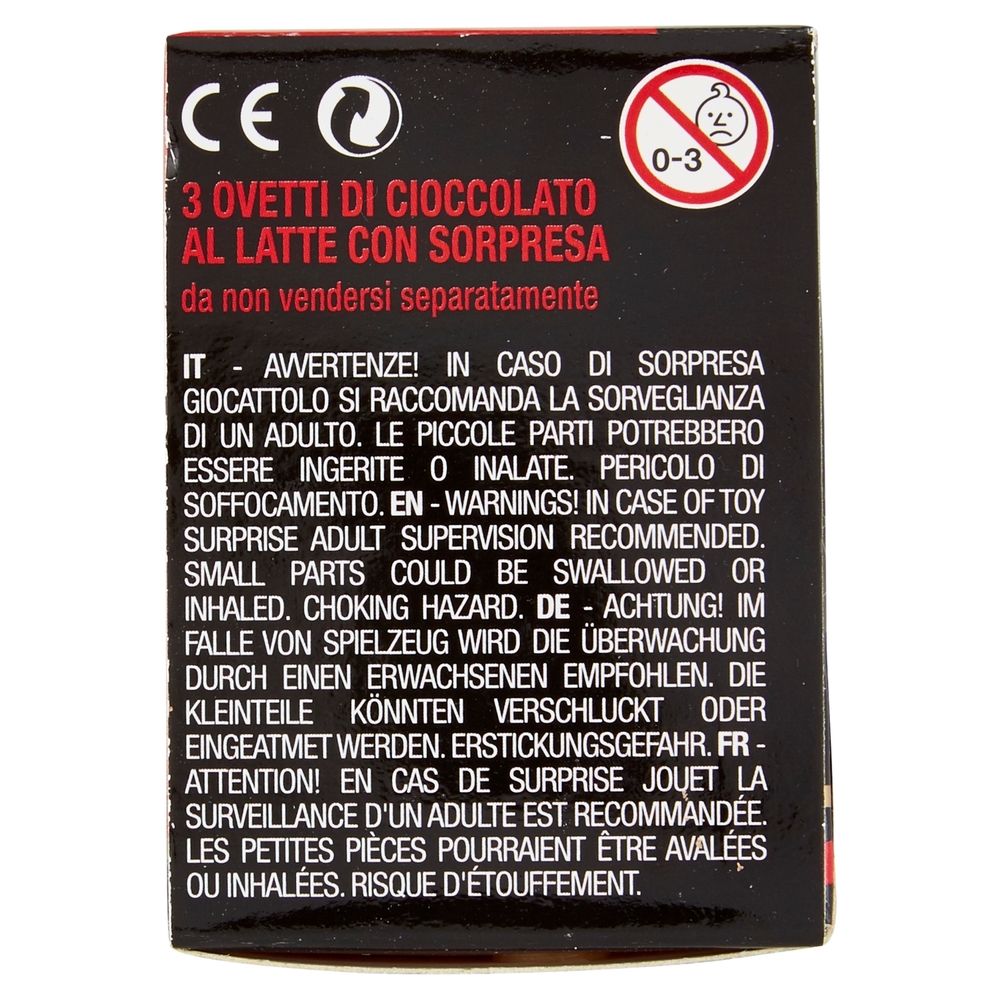 CE
0-3
3 OVETTI DI CIOCCOLATO
AL LATTE CON SORPRESA
da non vendersi separatamente
IT - AVVERTENZE! IN CASO DI SORPRESA
GIOCATTOLO SI RACCOMANDA LA SORVEGLIANZA
DI UN ADULTO. LE PICCOLE PARTI POTREBBERO
ESSERE INGERITE O INALATE. PERICOLO DI
SOFFOCAMENTO. EN - WARNINGS! IN CASE OF TOY
SURPRISE ADULT SUPERVISION RECOMMENDED.
SMALL PARTS COULD BE SWALLOWED OR
INHALED. CHOKING HAZARD. DE - ACHTUNG! IM
FALLE VON SPIELZEUG WIRD DIE ÜBERWACHUNG
DURCH EINEN ERWACHSENEN EMPFOHLEN. DIE
KLEINTEILE KÖNNTEN VERSCHLUCKT ODER
EINGEATMET WERDEN. ERSTICKUNGSGEFAHR. FR -
ATTENTION! EN CAS DE SURPRISE JOUET LA
SURVEILLANCE D'UN ADULTE EST RECOMMANDÉE.
LES PETITES PIÈCES POURRAIENT ÊTRE AVALÉES
OU INHALÉES. RISQUE D'ÉTOUFFEMENT.